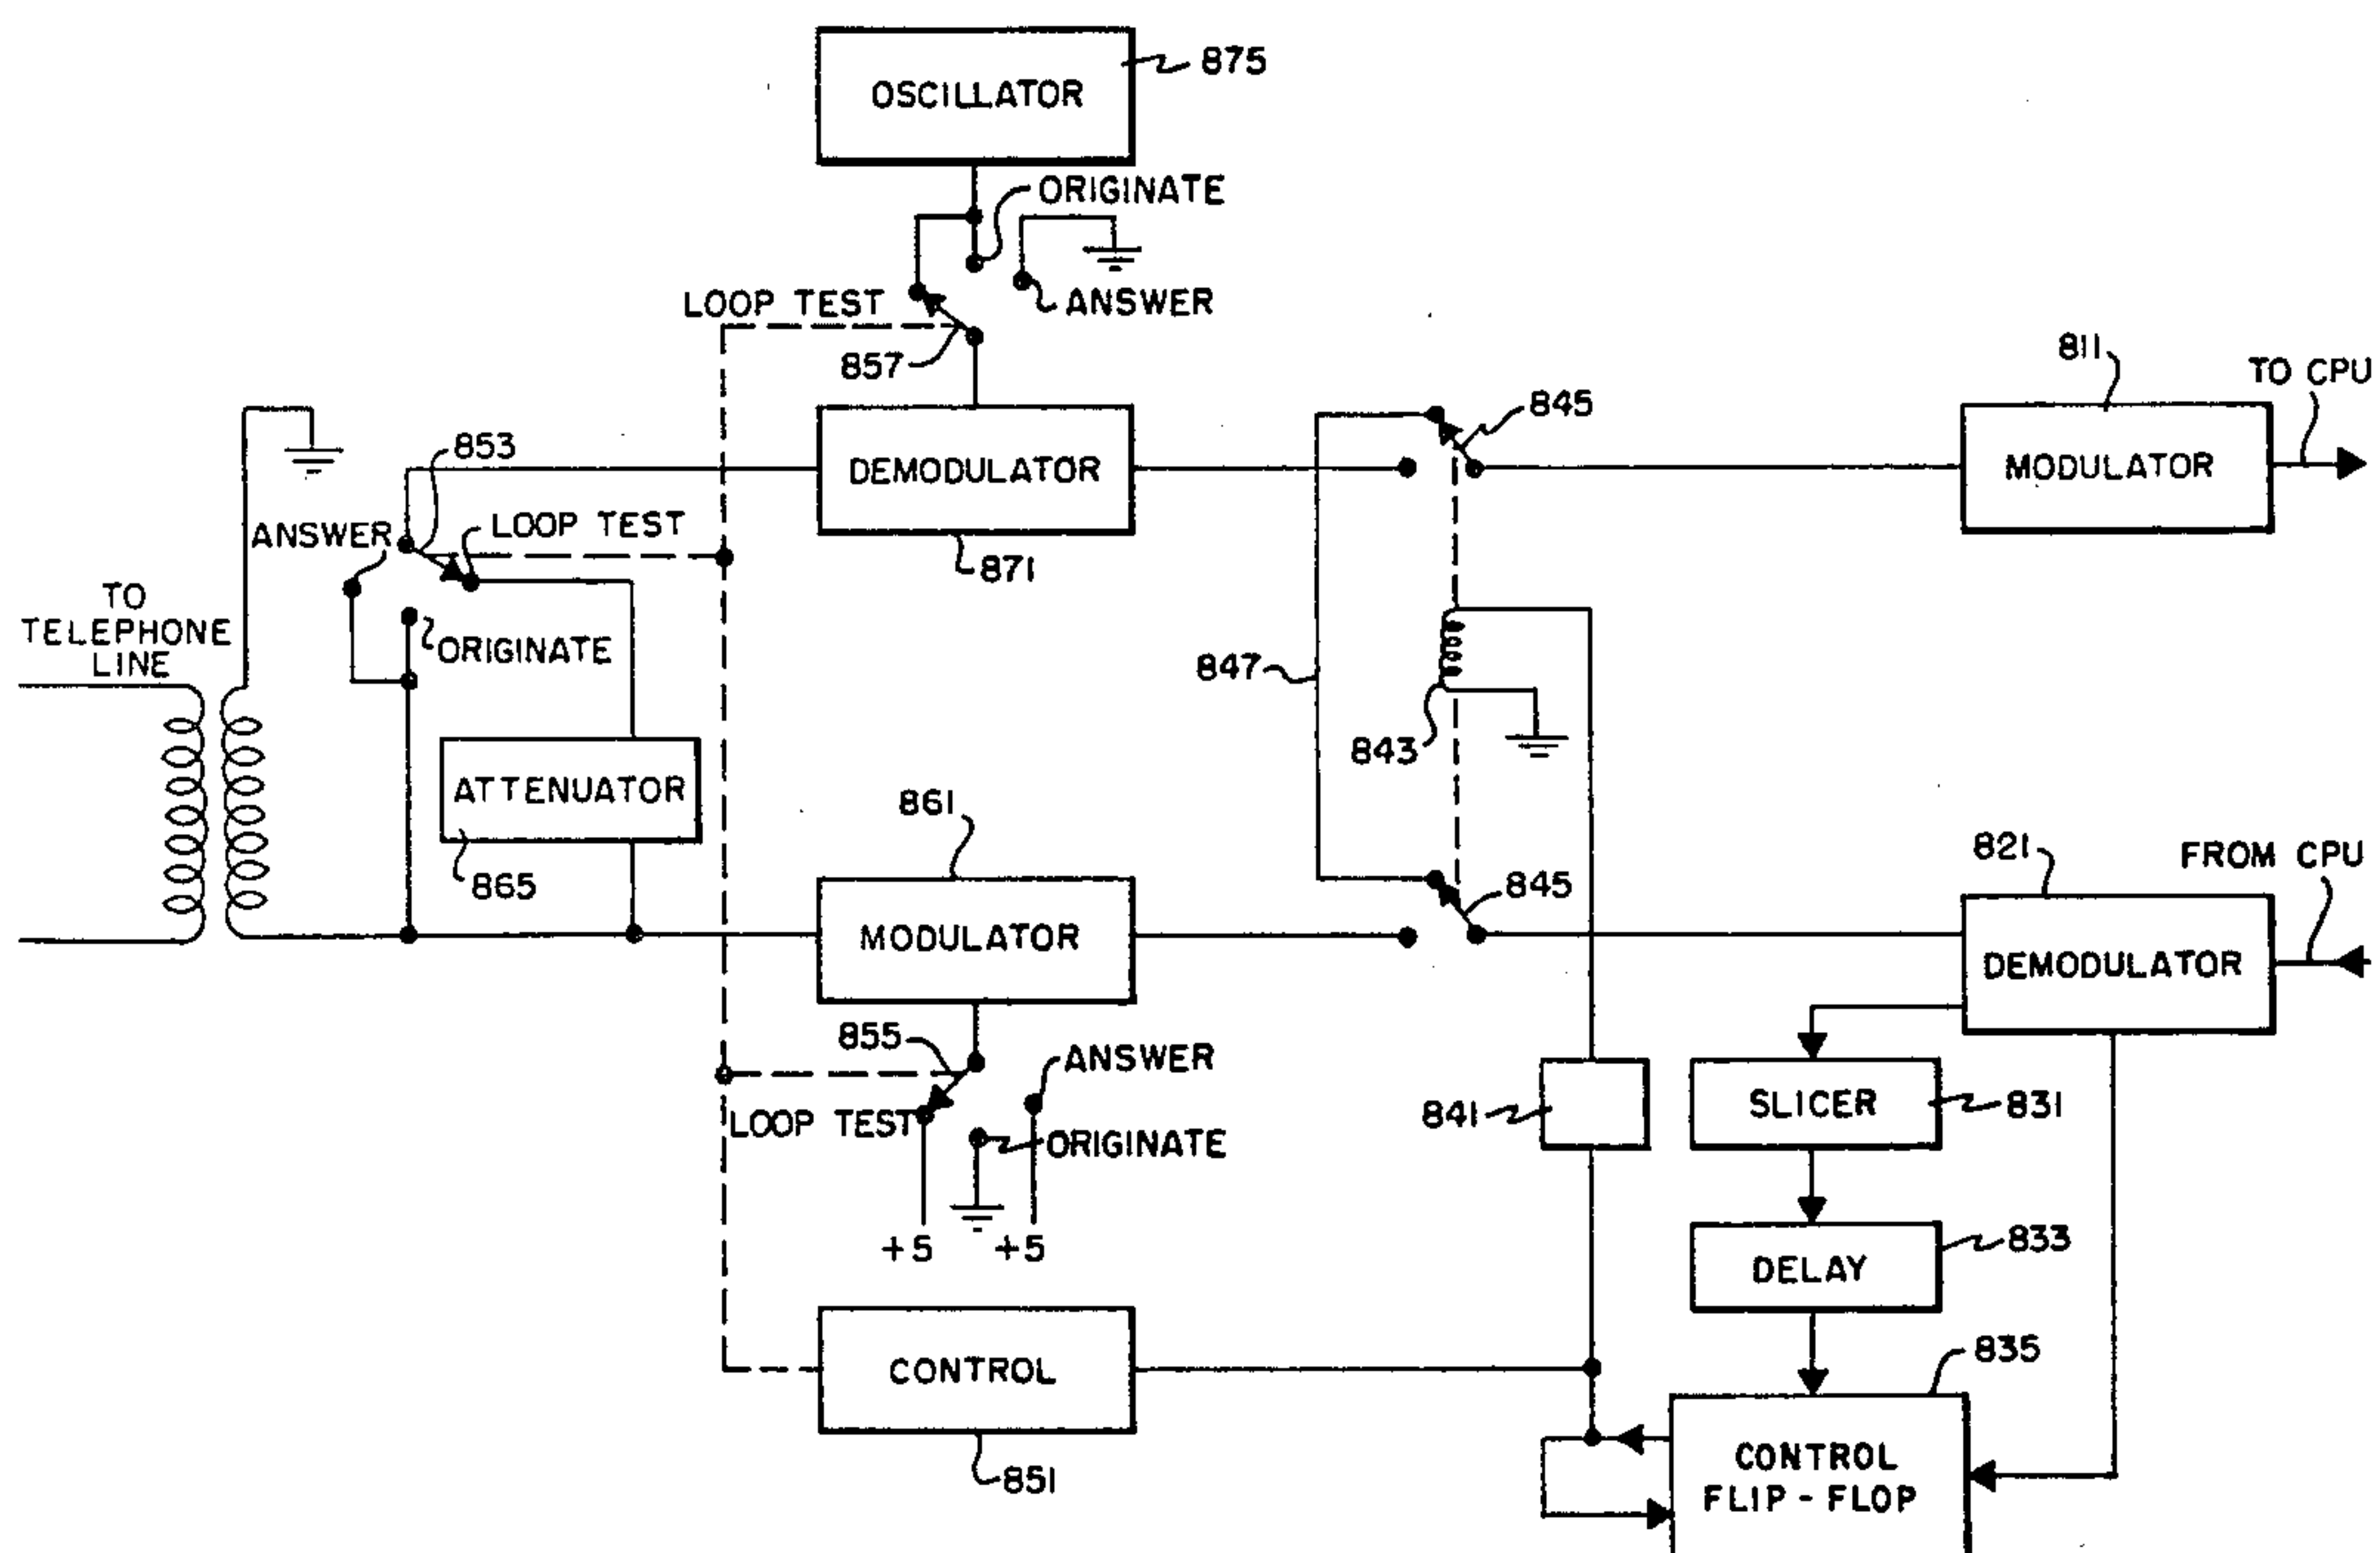 OSCILLATOR
875
ORIGINATE
LOOP TEST
ANSWER
857
811
TO CPU
845
853
DEMODULATOR
MODULATOR
ANSWER
LOOP TEST
871
TO
TELEPHONE
LINE
ORIGINATE
847
843
ATTENUATOR
861
821
FROM CPU
865
845
MODULATOR
DEMODULATOR
855
ANSWER
LOOP TEST
841
SLICER
831
ORIGINATE
+5
+5
833
DELAY
835
CONTROL
CONTROL
FLIP - FLOP
851